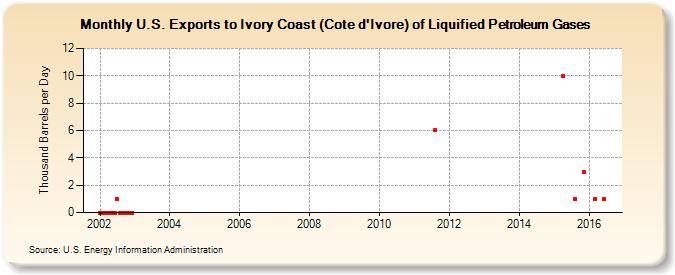 Monthly U.S. Exports to Ivory Coast (Cote d'Ivore) of Liquified Petroleum Gases
Thousand Barrels per Day
12
10
8
6
4
2
0
2002 2004 2006 2008 2010 2012 2014 2016
Source: U.S. Energy Information Administration